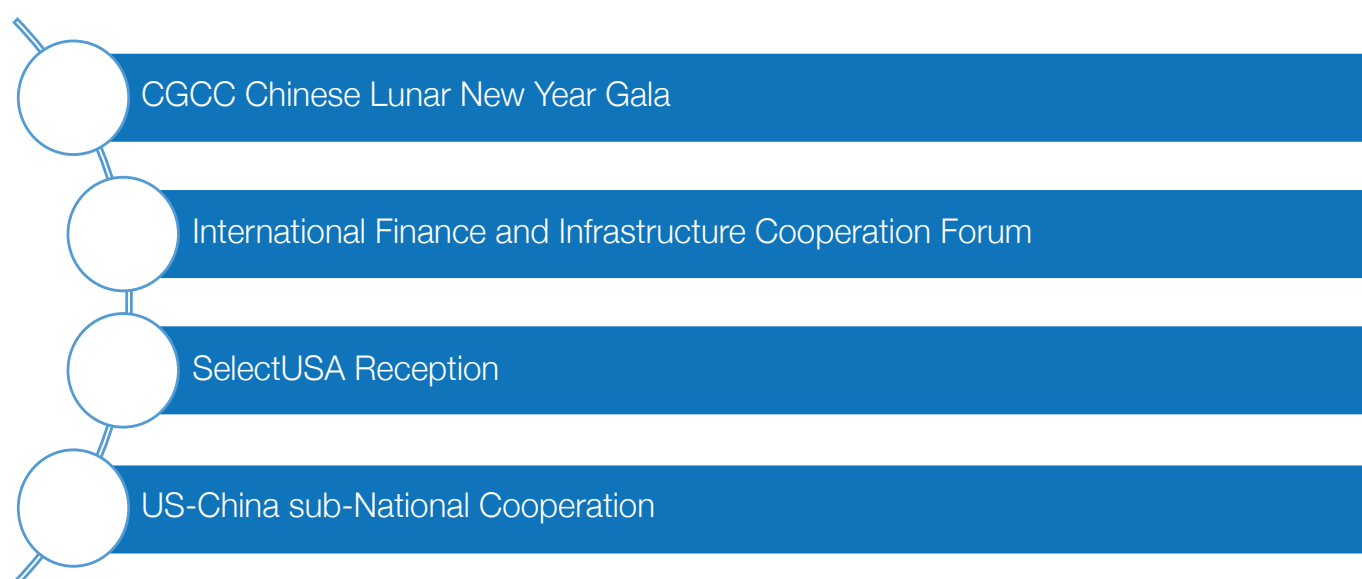 CGCC Chinese Lunar New Year Gala
International Finance and Infrastructure Cooperation Forum
SelectUSA Reception
US-China sub-National Cooperation